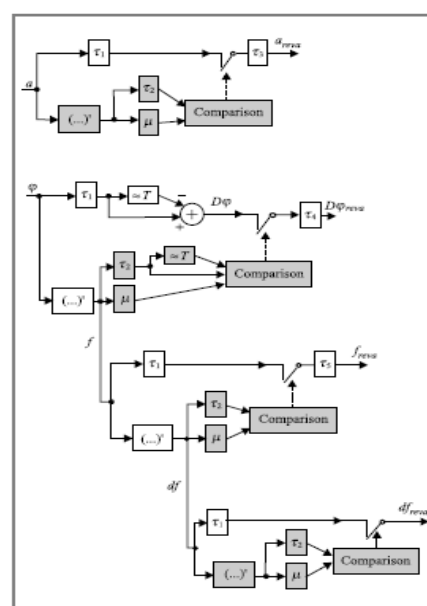 τ₁ τ₃ a_reva
a
(...)' τ₂ μ Comparison
φ τ₁ ≈T − + + Dφ τ₄ Dφ_reva
τ₂ ≈T Comparison
(...)' μ
f
τ₁ τ₅ f_reva
(...)' τ₂ μ Comparison
df
τ₁ df_reva
(...)' τ₂ μ Comparison